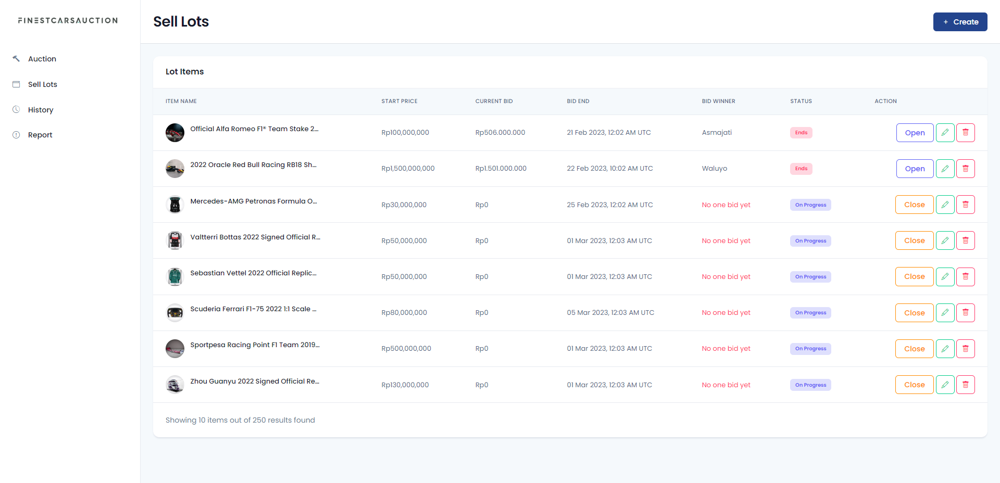 FINESTCARSAUCTION
Sell Lots
+ Create
Auction
Sell Lots
History
Report
Lot Items
ITEM NAME START PRICE CURRENT BID BID END BID WINNER STATUS ACTION
Official Alfa Romeo F1® Team Stake 2... Rp100,000,000 Rp506.000.000 21 Feb 2023, 12:02 AM UTC Asmajati Ends Open
2022 Oracle Red Bull Racing RB18 Sh... Rp1,500,000,000 Rp1.501.000.000 22 Feb 2023, 10:02 AM UTC Waluyo Ends Open
Mercedes-AMG Petronas Formula O... Rp30,000,000 Rp0 25 Feb 2023, 12:02 AM UTC No one bid yet On Progress Close
Valtterri Bottas 2022 Signed Official R... Rp50,000,000 Rp0 01 Mar 2023, 12:03 AM UTC No one bid yet On Progress Close
Sebastian Vettel 2022 Official Replic... Rp50,000,000 Rp0 01 Mar 2023, 12:03 AM UTC No one bid yet On Progress Close
Scuderia Ferrari F1-75 2022 1:1 Scale ... Rp80,000,000 Rp0 05 Mar 2023, 12:03 AM UTC No one bid yet On Progress Close
Sportpesa Racing Point F1 Team 2019... Rp500,000,000 Rp0 01 Mar 2023, 12:03 AM UTC No one bid yet On Progress Close
Zhou Guanyu 2022 Signed Official Re... Rp130,000,000 Rp0 01 Mar 2023, 12:03 AM UTC No one bid yet On Progress Close
Showing 10 items out of 250 results found